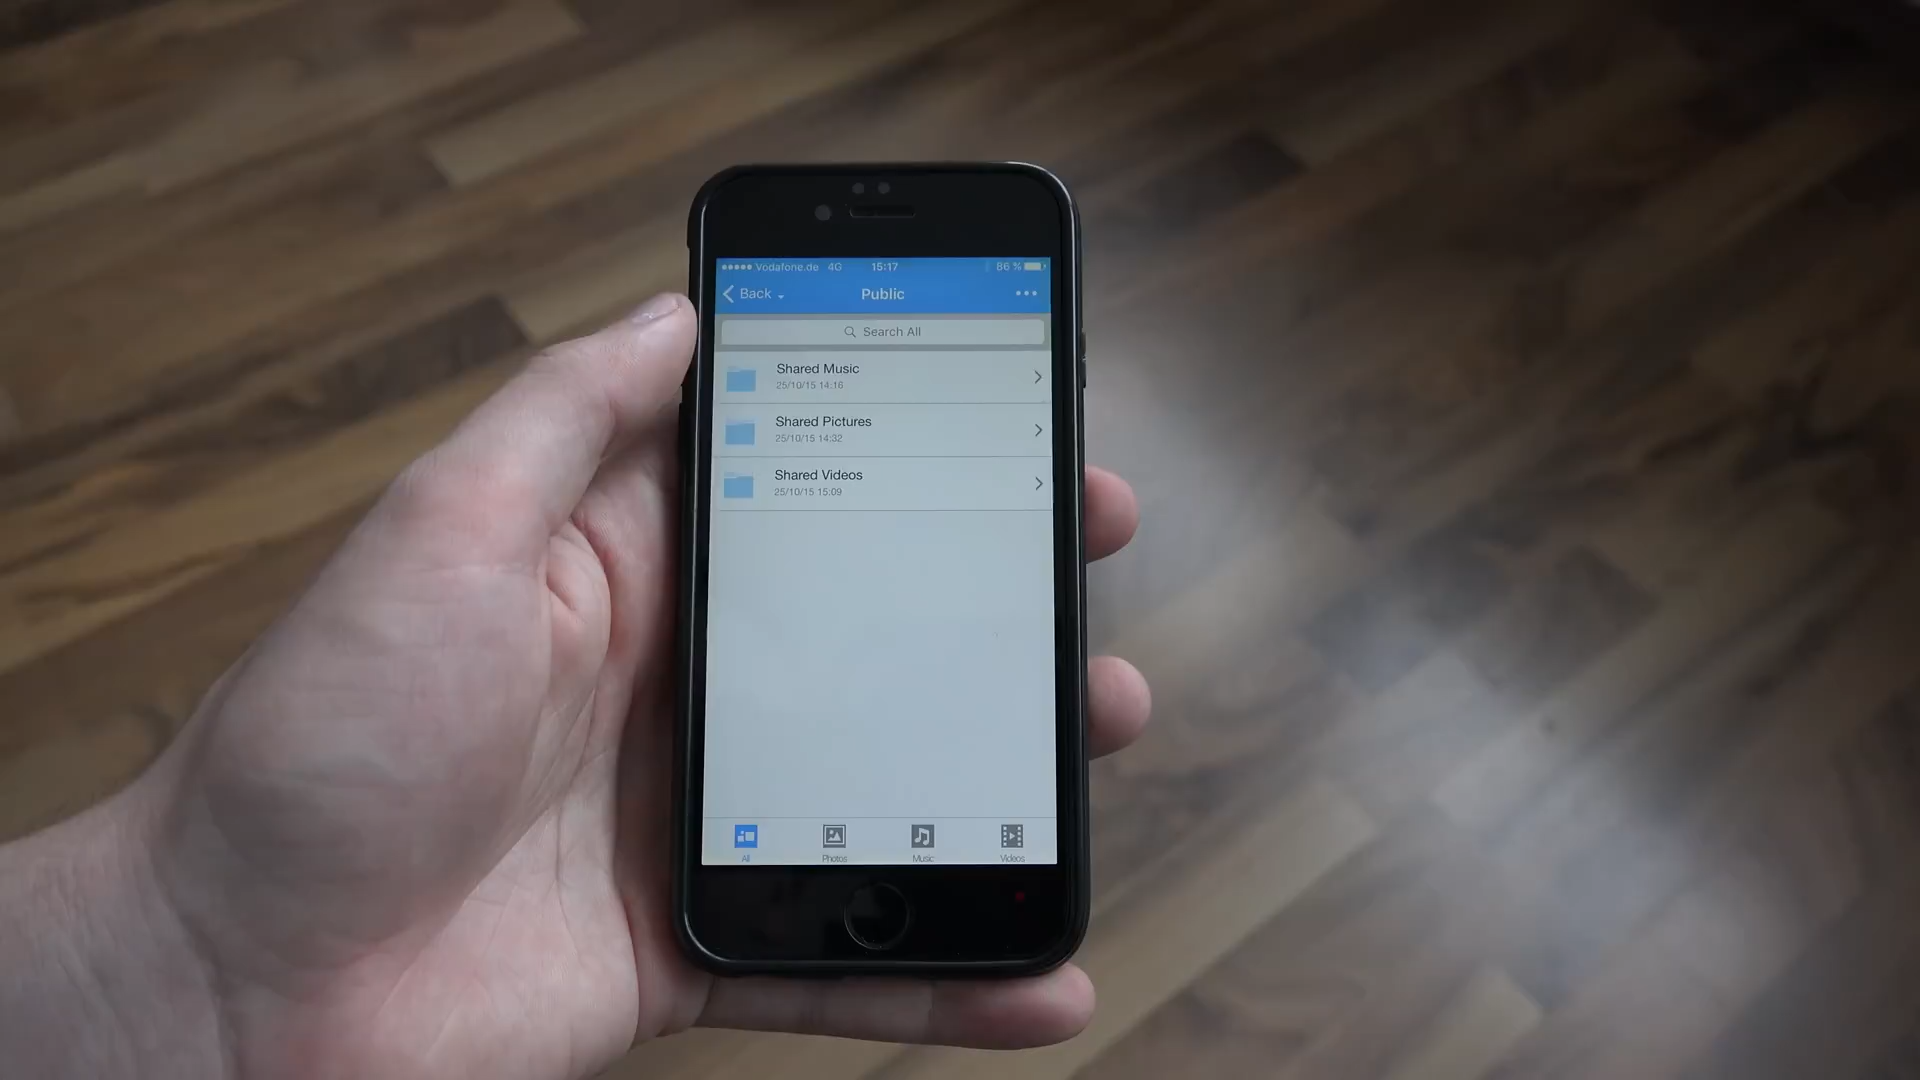 Vodafone.de 4G 15:17 86 %
Back Public
Search All
Shared Music
25/10/15 14:16
Shared Pictures
25/10/15 14:32
Shared Videos
25/10/15 15:09
All Photos Music Videos